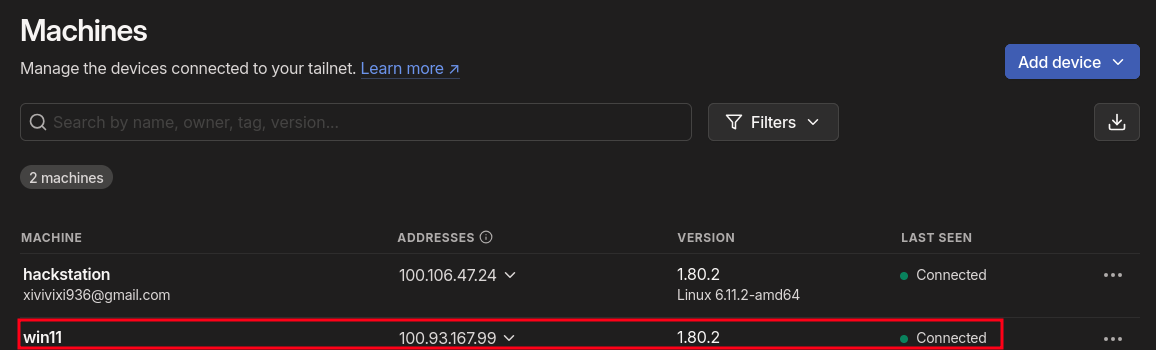 Machines
Manage the devices connected to your tailnet. Learn more ↗
Add device
Search by name, owner, tag, version...
Filters
2 machines
MACHINE ADDRESSES VERSION LAST SEEN
hackstation 100.106.47.24 1.80.2 Connected
xivivixi936@gmail.com Linux 6.11.2-amd64
win11 100.93.167.99 1.80.2 Connected